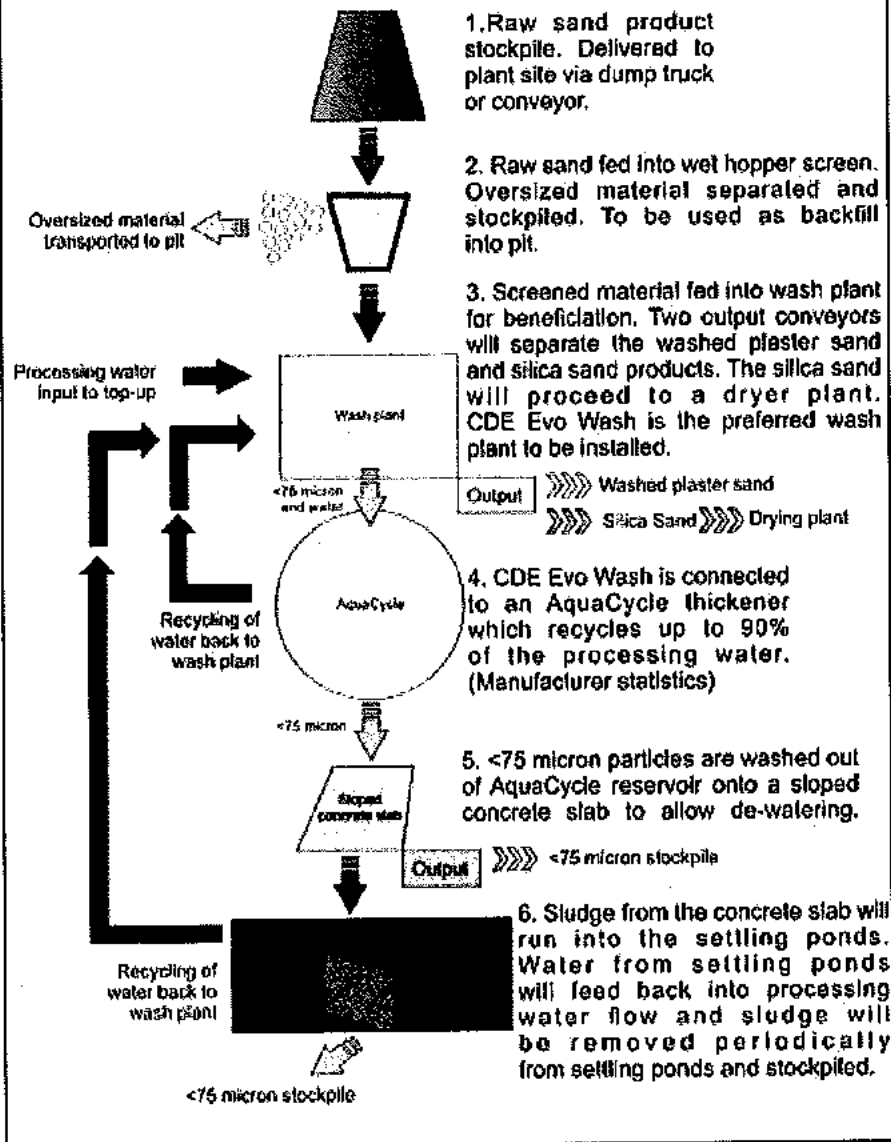 1.Raw sand product
stockpile. Delivered to
plant site via dump truck
or conveyor.
2. Raw sand fed into wet hopper screen.
Oversized material separated and
stockpiled. To be used as backfill
into pit.
Oversized material
transported to pit
3. Screened material fed into wash plant
for beneficiation. Two output conveyors
will separate the washed plaster sand
and silica sand products. The silica sand
will proceed to a dryer plant.
CDE Evo Wash is the preferred wash
plant to be installed.
Processing water
input to top-up
Wash plant
<75 micron
and water
Output
Washed plaster sand
Silica Sand
Drying plant
4. CDE Evo Wash is connected
to an AquaCycle thickener
which recycles up to 90%
of the processing water.
(Manufacturer statistics)
AquaCycle
Recycling of
water back to
wash plant
<75 micron
5. <75 micron particles are washed out
of AquaCycle reservoir onto a sloped
concrete slab to allow de-watering.
Sloped
concrete slab
Output
<75 micron stockpile
6. Sludge from the concrete slab will
run into the settling ponds.
Water from settling ponds
will feed back into processing
water flow and sludge will
be removed periodically
from settling ponds and stockpiled.
Recycling of
water back to
wash plant
<75 micron stockpile